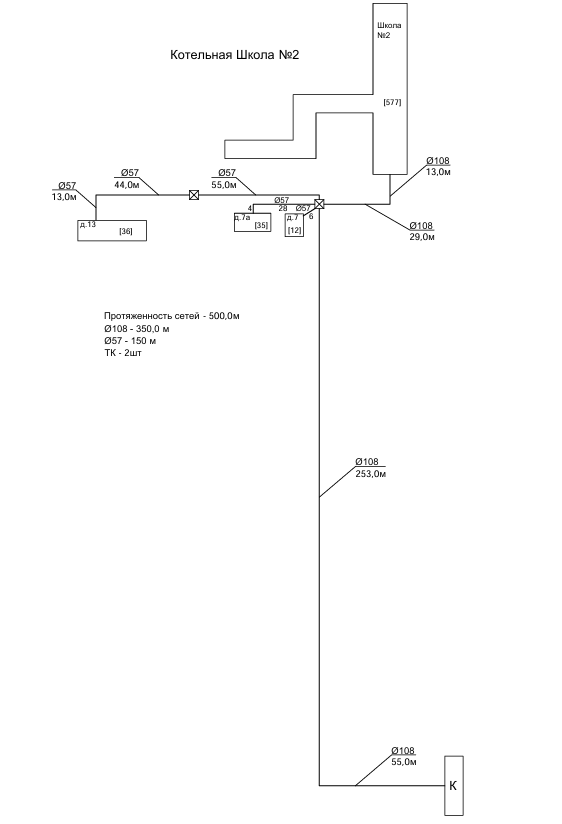 Школа
№2
Котельная Школа №2
[577]
Ø108
13,0м
Ø57
44,0м
Ø57
55,0м
Ø57
13,0м
Ø57
4
28
Ø57
6
д.7а
[35]
д.7
[12]
д.13
[36]
Ø108
29,0м
Протяженность сетей - 500,0м
Ø108 - 350,0 м
Ø57 - 150 м
ТК - 2шт
Ø108
253,0м
Ø108
55,0м
К